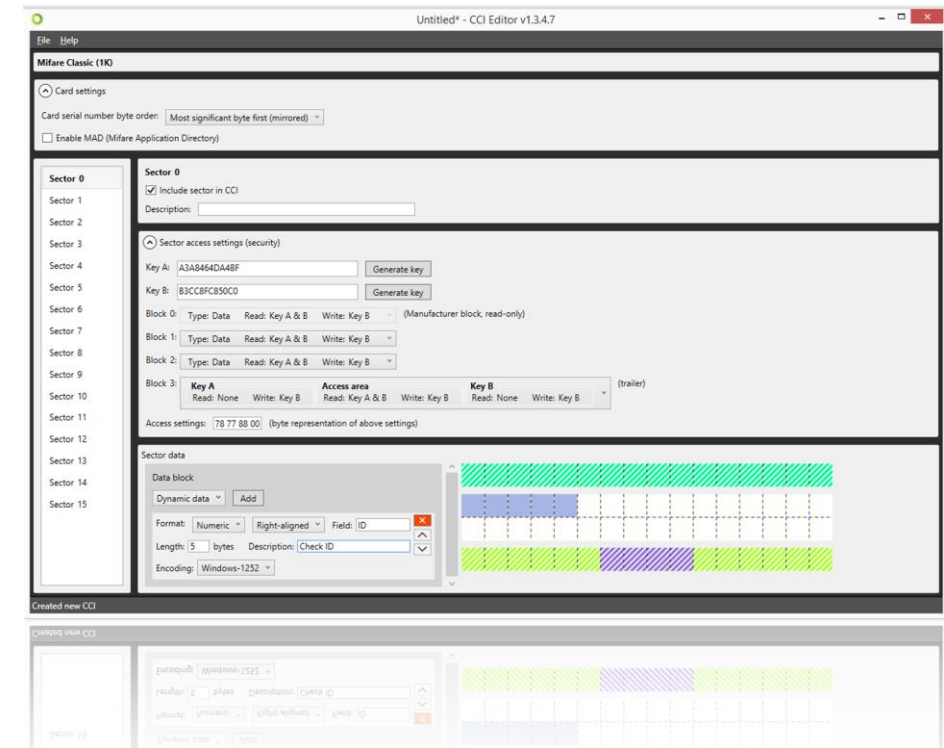 Untitled* - CCI Editor v1.3.4.7
File Help
Mifare Classic (1K)
Card settings
Card serial number byte order: Most significant byte first (mirrored)
Enable MAD (Mifare Application Directory)
Sector 0
Sector 1
Sector 2
Sector 3
Sector 4
Sector 5
Sector 6
Sector 7
Sector 8
Sector 9
Sector 10
Sector 11
Sector 12
Sector 13
Sector 14
Sector 15
Sector 0
Include sector in CCI
Description:
Sector access settings (security)
Key A: A3A8464DA4BF Generate key
Key B: B3CC8FC850C0 Generate key
Block 0: Type: Data Read: Key A & B Write: Key B (Manufacturer block, read-only)
Block 1: Type: Data Read: Key A & B Write: Key B
Block 2: Type: Data Read: Key A & B Write: Key B
Block 3: Key A Access area Key B (trailer)
Read: None Write: Key B Read: Key A & B Write: Key B Read: None Write: Key B
Access settings: 78 77 88 00 (byte representation of above settings)
Sector data
Data block
Dynamic data Add
Format: Numeric Right-aligned Field: ID
Length: 5 bytes Description: Check ID
Encoding: Windows-1252
Created new CCI